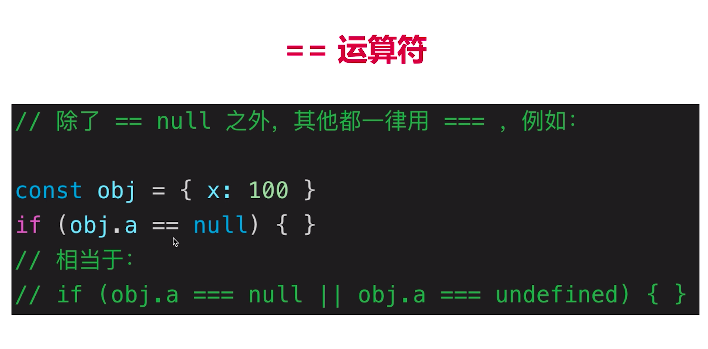 == 运算符
// 除了 == null 之外，其他都一律用 === ，例如：
const obj = { x: 100 }
if (obj.a == null) { }
// 相当于：
// if (obj.a === null || obj.a === undefined) { }